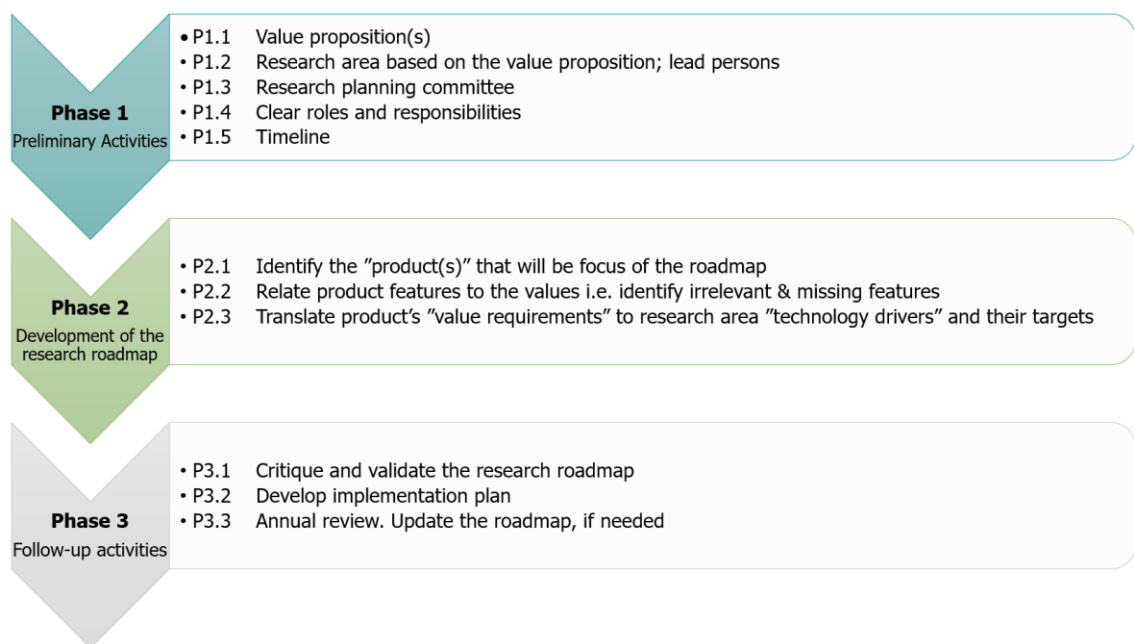 Phase 1
Preliminary Activities
• P1.1 Value proposition(s)
• P1.2 Research area based on the value proposition; lead persons
• P1.3 Research planning committee
• P1.4 Clear roles and responsibilities
• P1.5 Timeline
Phase 2
Development of the
research roadmap
• P2.1 Identify the ”product(s)” that will be focus of the roadmap
• P2.2 Relate product features to the values i.e. identify irrelevant & missing features
• P2.3 Translate product’s ”value requirements” to research area ”technology drivers” and their targets
Phase 3
Follow-up activities
• P3.1 Critique and validate the research roadmap
• P3.2 Develop implementation plan
• P3.3 Annual review. Update the roadmap, if needed